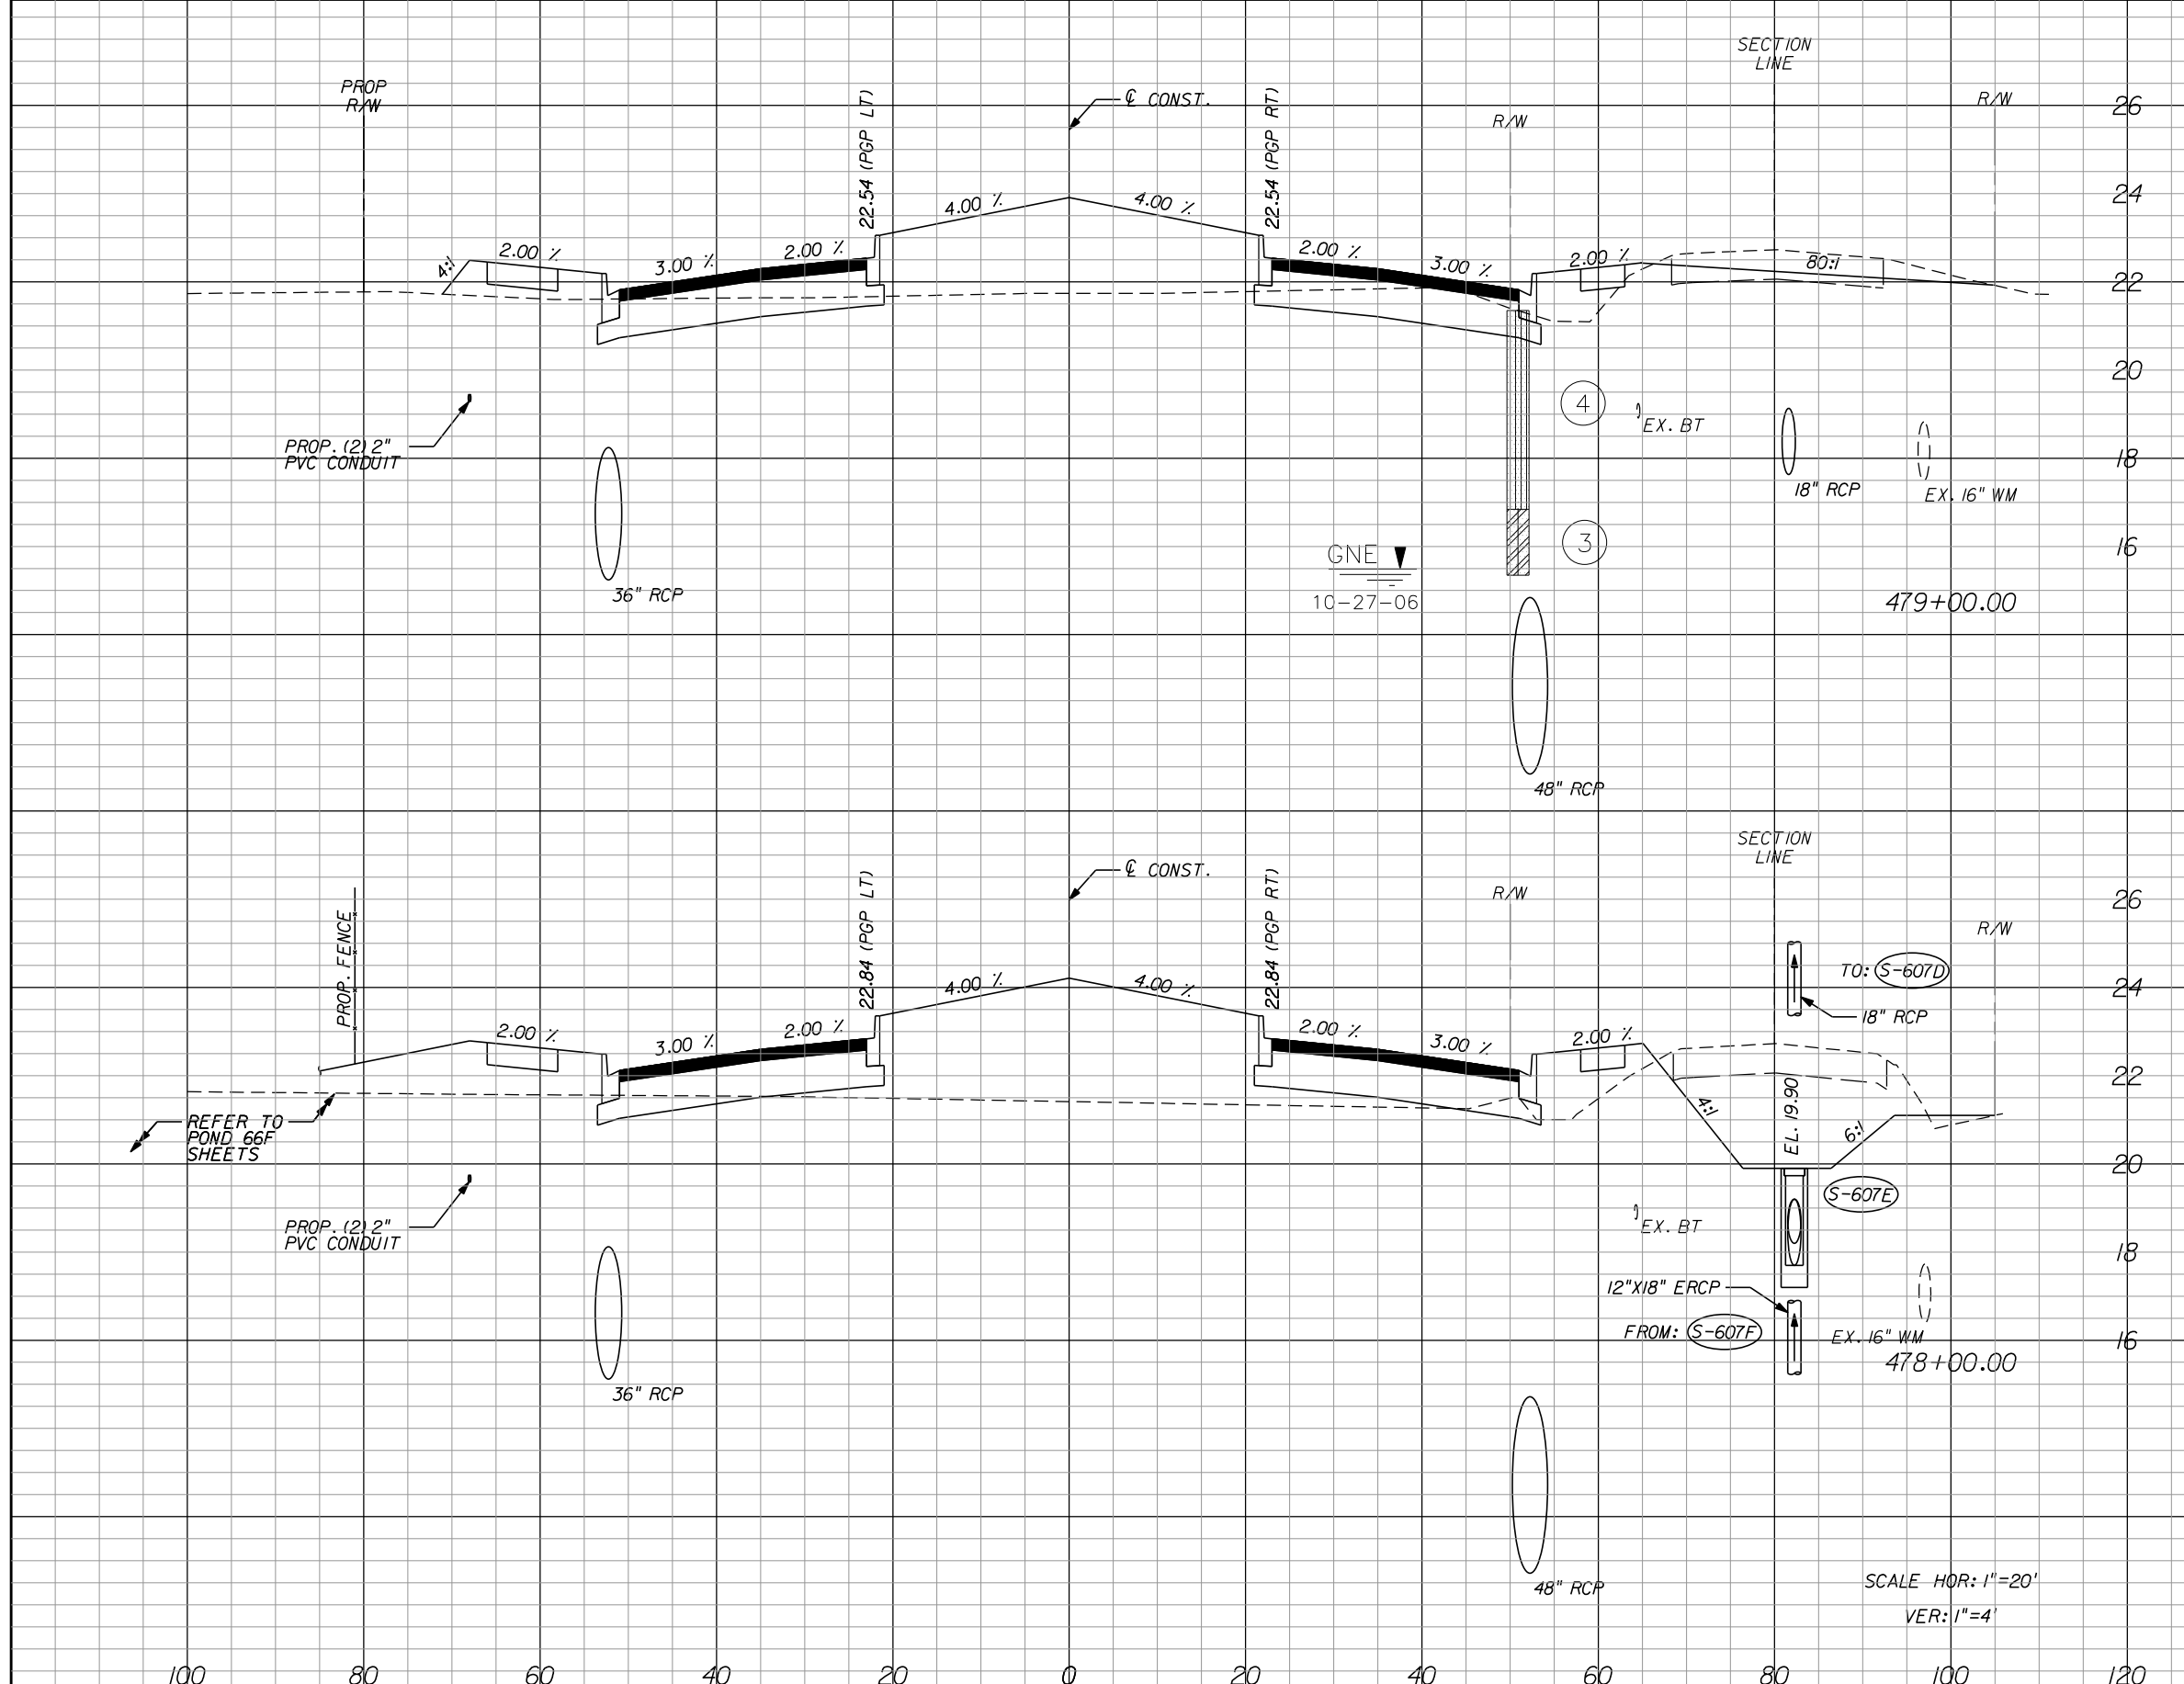 SECTION
LINE
PROP
R/W
22.54 (PGP LT)
℄ CONST.
22.54 (PGP RT)
R/W
R/W
26
24
4.00 %
4.00 %
4:1
2.00 %
3.00 %
2.00 %
2.00 %
3.00 %
2.00 %
80:1
22
20
4
EX. BT
PROP. (2) 2"
PVC CONDUIT
18
18" RCP
EX. 16" WM
GNE
3
16
36" RCP
10-27-06
479+00.00
48" RCP
SECTION
LINE
22.84 (PGP LT)
℄ CONST.
22.84 (PGP RT)
R/W
26
R/W
PROP. FENCE
TO: S-607D
24
4.00 %
4.00 %
18" RCP
2.00 %
3.00 %
2.00 %
2.00 %
3.00 %
2.00 %
22
4:1
EL. 19.90
6:1
REFER TO
POND 66F
SHEETS
20
S-607E
PROP. (2) 2"
PVC CONDUIT
EX. BT
18
12"X18" ERCP
FROM: S-607F
EX. 16" WM
16
478+00.00
36" RCP
48" RCP
SCALE HOR: 1"=20'
VER: 1"=4'
100 80 60 40 20 0 20 40 60 80 100 120